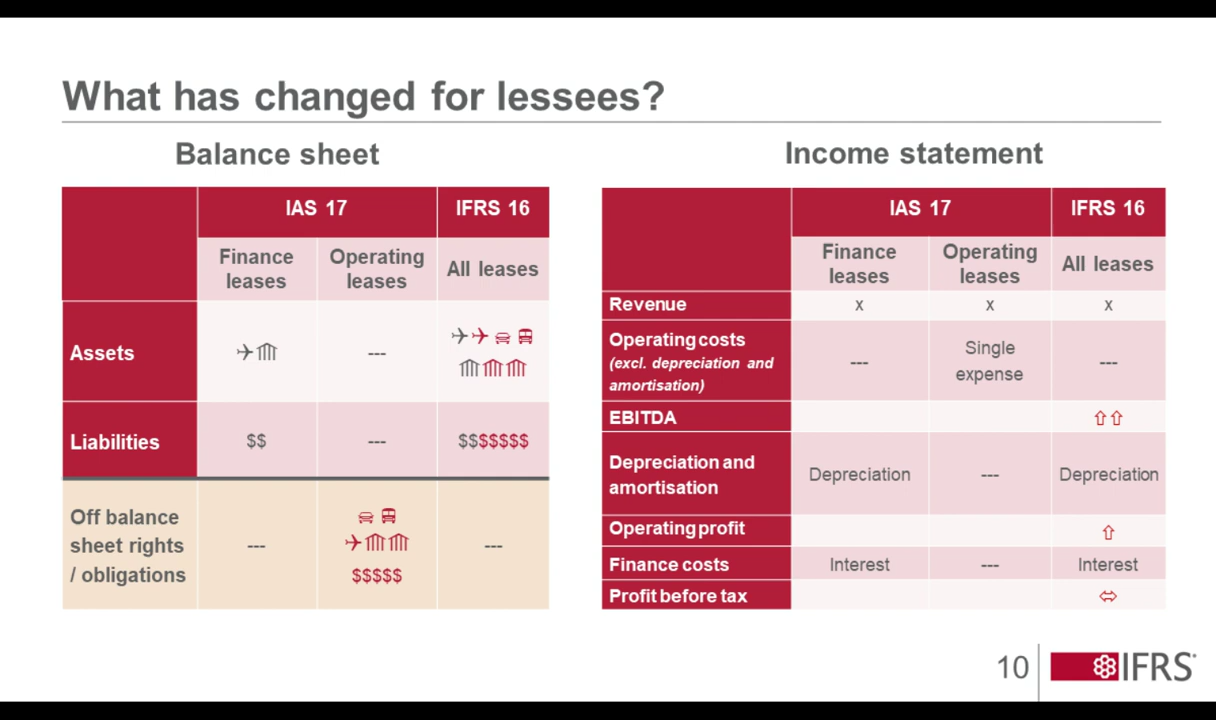 What has changed for lessees?
Balance sheet
IAS 17
IFRS 16
Finance
leases
Operating
leases
All leases
Assets
---
Liabilities
$$
---
$$$$$$$
Off balance
sheet rights
/ obligations
---
$$$$$
---
Income statement
IAS 17
IFRS 16
Finance
leases
Operating
leases
All leases
Revenue
x
x
x
Operating costs
(excl. depreciation and
amortisation)
---
Single
expense
---
EBITDA
⇧⇧
Depreciation and
amortisation
Depreciation
---
Depreciation
Operating profit
⇧
Finance costs
Interest
---
Interest
Profit before tax
⬄
10
IFRS